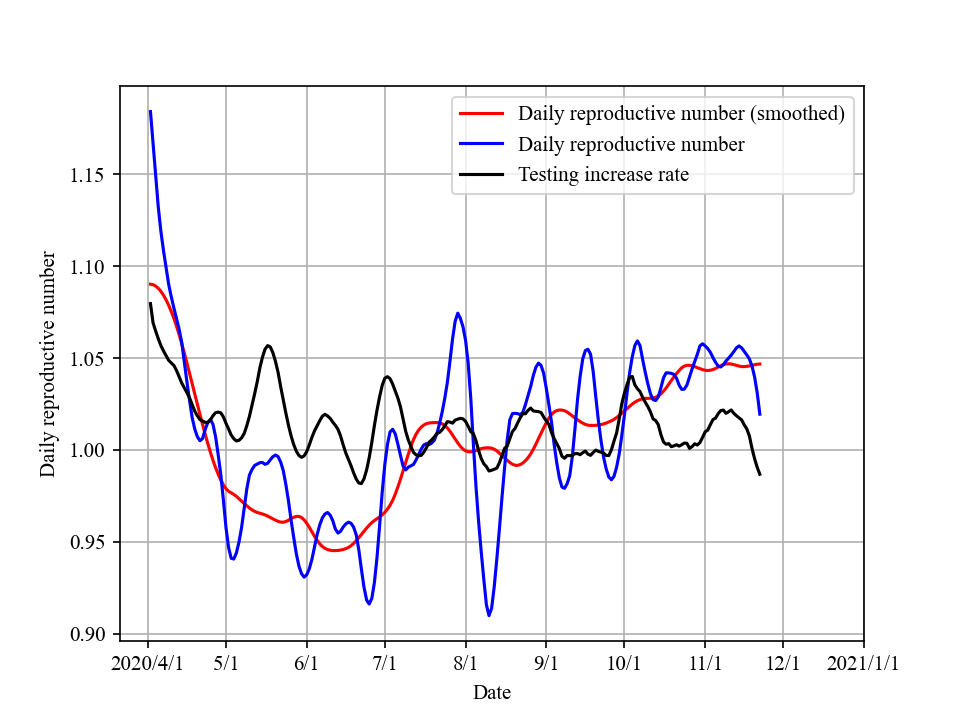 Daily reproductive number (smoothed)
Daily reproductive number
Testing increase rate
Daily reproductive number
1.15
1.10
1.05
1.00
0.95
0.90
2020/4/1 5/1 6/1 7/1 8/1 9/1 10/1 11/1 12/1 2021/1/1
Date